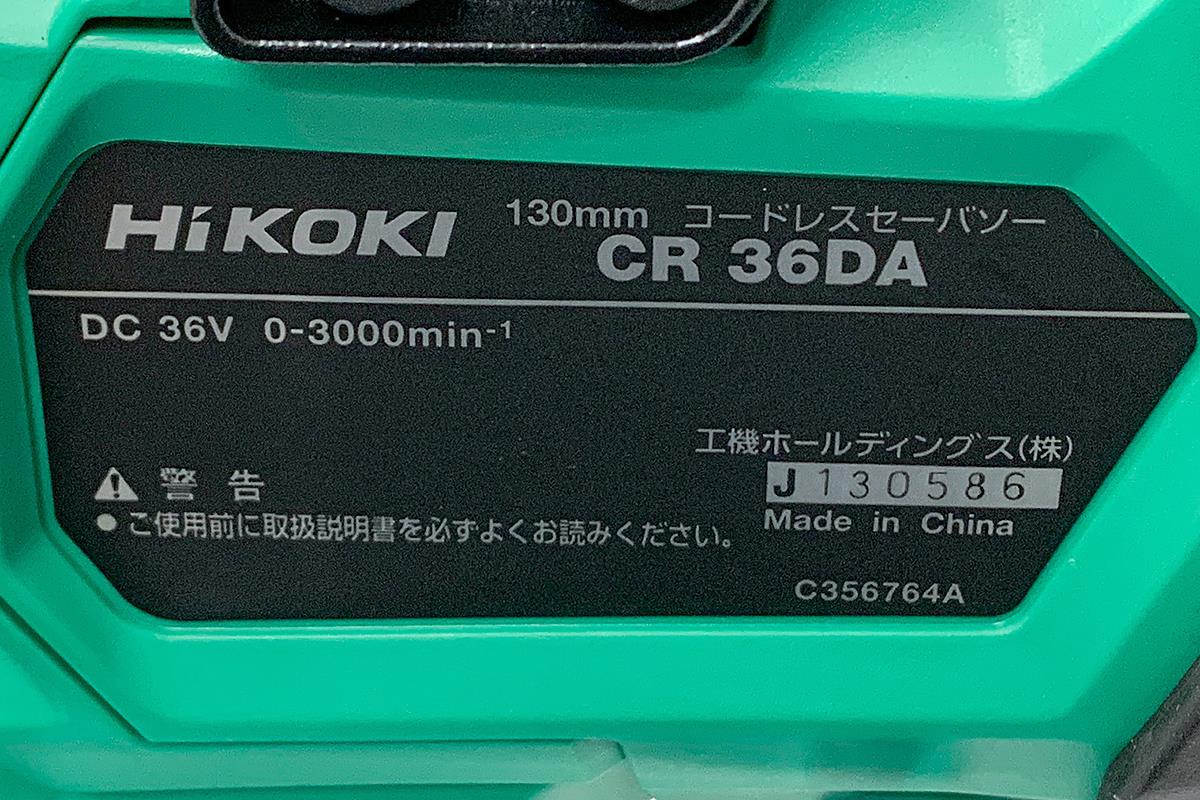 HiKOKI 130mm コードレスセーバソー
CR 36DA
DC 36V 0-3000min⁻¹
工機ホールディングス(株)
J130586
Made in China
⚠ 警告
● ご使用前に取扱説明書を必ずよくお読みください。
C356764A